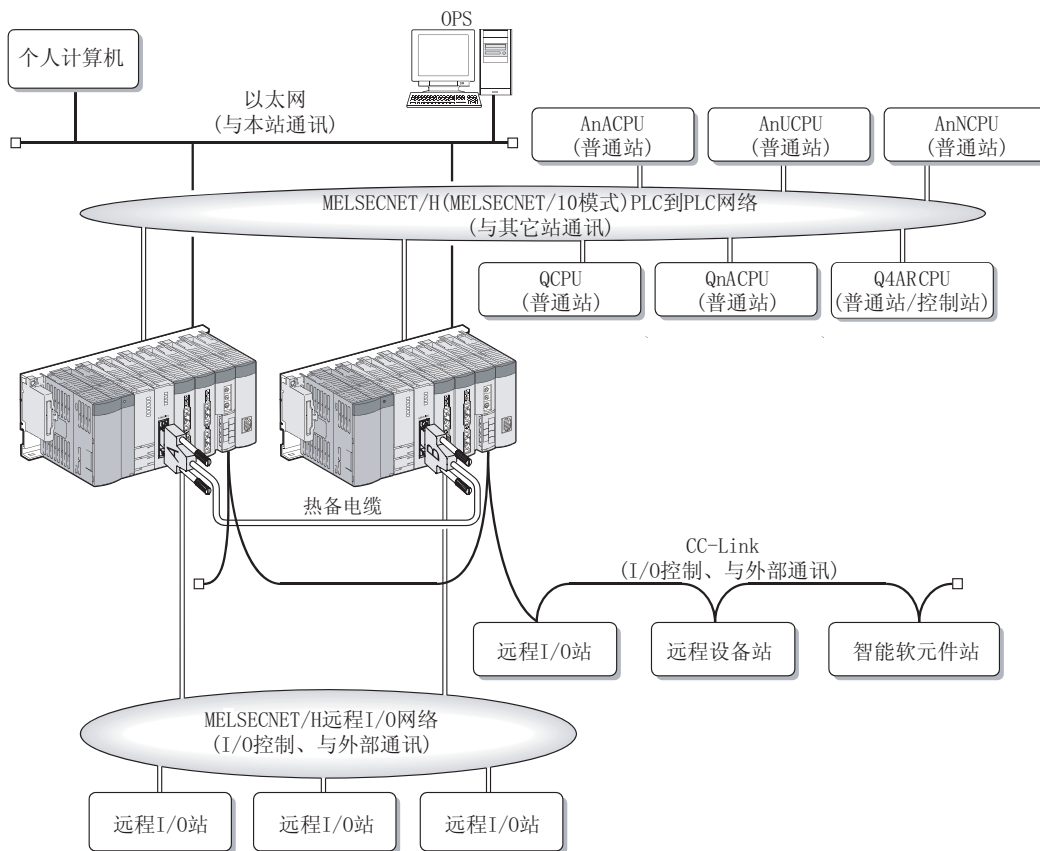 OPS
个人计算机
以太网
(与本站通讯)
AnACPU
(普通站)
AnUCPU
(普通站)
AnNCPU
(普通站)
MELSECNET/H(MELSECNET/10模式)PLC到PLC网络
(与其它站通讯)
QCPU
(普通站)
QnACPU
(普通站)
Q4ARCPU
(普通站/控制站)
A
B
热备电缆
CC-Link
(I/O控制、与外部通讯)
远程I/O站
远程设备站
智能软元件站
MELSECNET/H远程I/O网络
(I/O控制、与外部通讯)
远程I/O站
远程I/O站
远程I/O站